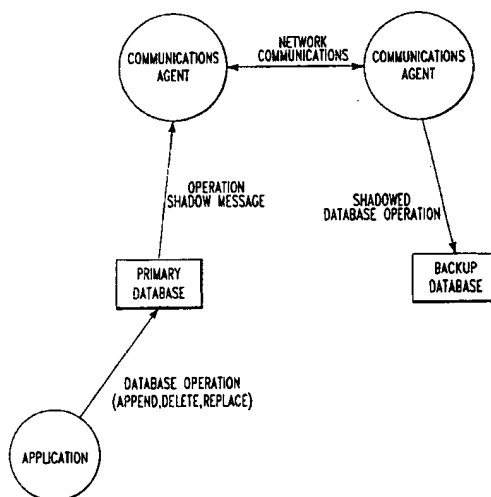 NETWORK
COMMUNICATIONS
COMMUNICATIONS
AGENT
COMMUNICATIONS
AGENT
OPERATION
SHADOW MESSAGE
SHADOWED
DATABASE OPERATION
PRIMARY
DATABASE
BACKUP
DATABASE
DATABASE OPERATION
(APPEND,DELETE,REPLACE)
APPLICATION